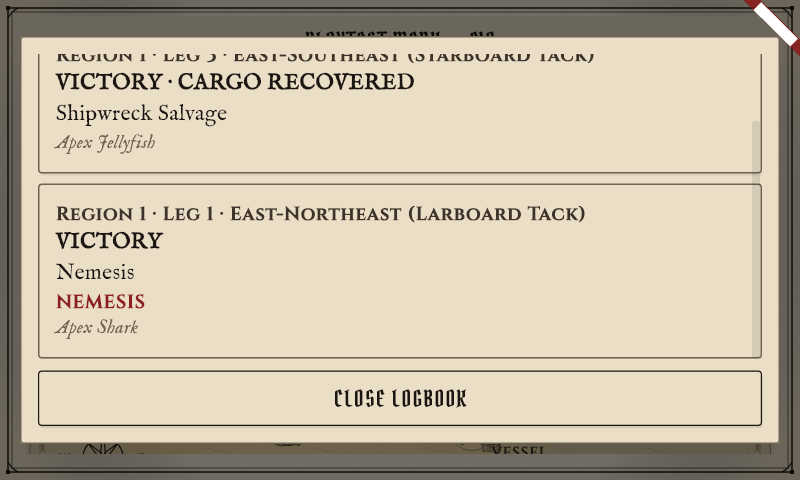 REGION 1 · LEG 3 · EAST-SOUTHEAST (STARBOARD TACK)
VICTORY · CARGO RECOVERED
Shipwreck Salvage
Apex Jellyfish
REGION 1 · LEG 1 · EAST-NORTHEAST (LARBOARD TACK)
VICTORY
Nemesis
NEMESIS
Apex Shark
CLOSE LOGBOOK
VESSEL